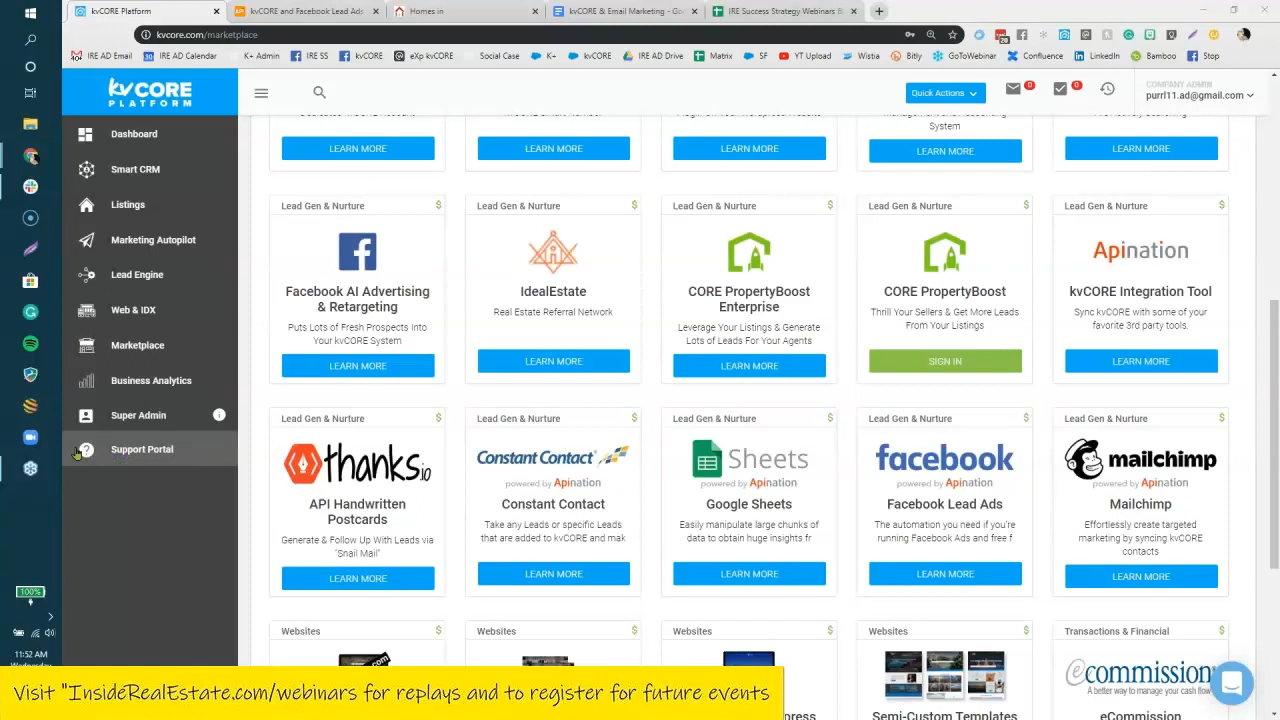 kvCORE Platform
kvCORE and Facebook Lead Ads
Homes in
kvCORE & Email Marketing - Go
IRE Success Strategy Webinars &
kvcore.com/marketplace
IRE AD Email
IRE AD Calendar
K+ Admin
IRE SS
kvCORE
eXp kvCORE
Social Case
K+
kvCORE
IRE AD Drive
Matrix
SF
YT Upload
Wistia
Bitly
GoToWebinar
Confluence
LinkedIn
Bamboo
Stop
kvCORE
PLATFORM
Quick Actions
0
0
COMPANY ADMIN
purrl11.ad@gmail.com
Dashboard
Smart CRM
Listings
Marketing Autopilot
Lead Engine
Web & IDX
Marketplace
Business Analytics
Super Admin
Support Portal
System
LEARN MORE
LEARN MORE
LEARN MORE
LEARN MORE
LEARN MORE
Lead Gen & Nurture $
Facebook AI Advertising
& Retargeting
Puts Lots of Fresh Prospects Into
Your kvCORE System
LEARN MORE
Lead Gen & Nurture $
IdealEstate
Real Estate Referral Network
LEARN MORE
Lead Gen & Nurture $
CORE PropertyBoost
Enterprise
Leverage Your Listings & Generate
Lots of Leads For Your Agents
LEARN MORE
Lead Gen & Nurture $
CORE PropertyBoost
Thrill Your Sellers & Get More Leads
From Your Listings
SIGN IN
Lead Gen & Nurture $
Apination
kvCORE Integration Tool
Sync kvCORE with some of your
favorite 3rd party tools.
LEARN MORE
Lead Gen & Nurture $
thanks.io
API Handwritten
Postcards
Generate & Follow Up With Leads via
"Snail Mail"
LEARN MORE
Lead Gen & Nurture $
Constant Contact
powered by Apination
Constant Contact
Take any Leads or specific Leads
that are added to kvCORE and mak
LEARN MORE
Lead Gen & Nurture $
Sheets
powered by Apination
Google Sheets
Easily manipulate large chunks of
data to obtain huge insights fr
LEARN MORE
Lead Gen & Nurture $
facebook
powered by Apination
Facebook Lead Ads
The automation you need if you're
running Facebook Ads and free f
LEARN MORE
Lead Gen & Nurture $
mailchimp
powered by Apination
Mailchimp
Effortlessly create targeted
marketing by syncing kvCORE
contacts
LEARN MORE
Websites $
Websites $
Websites $
Websites $
Semi-Custom Templates
Transactions & Financial $
ecommission
A better way to manage your cash flow
eCommission
100%
11:52 AM
Visit "InsideRealEstate.com/webinars for replays and to register for future events